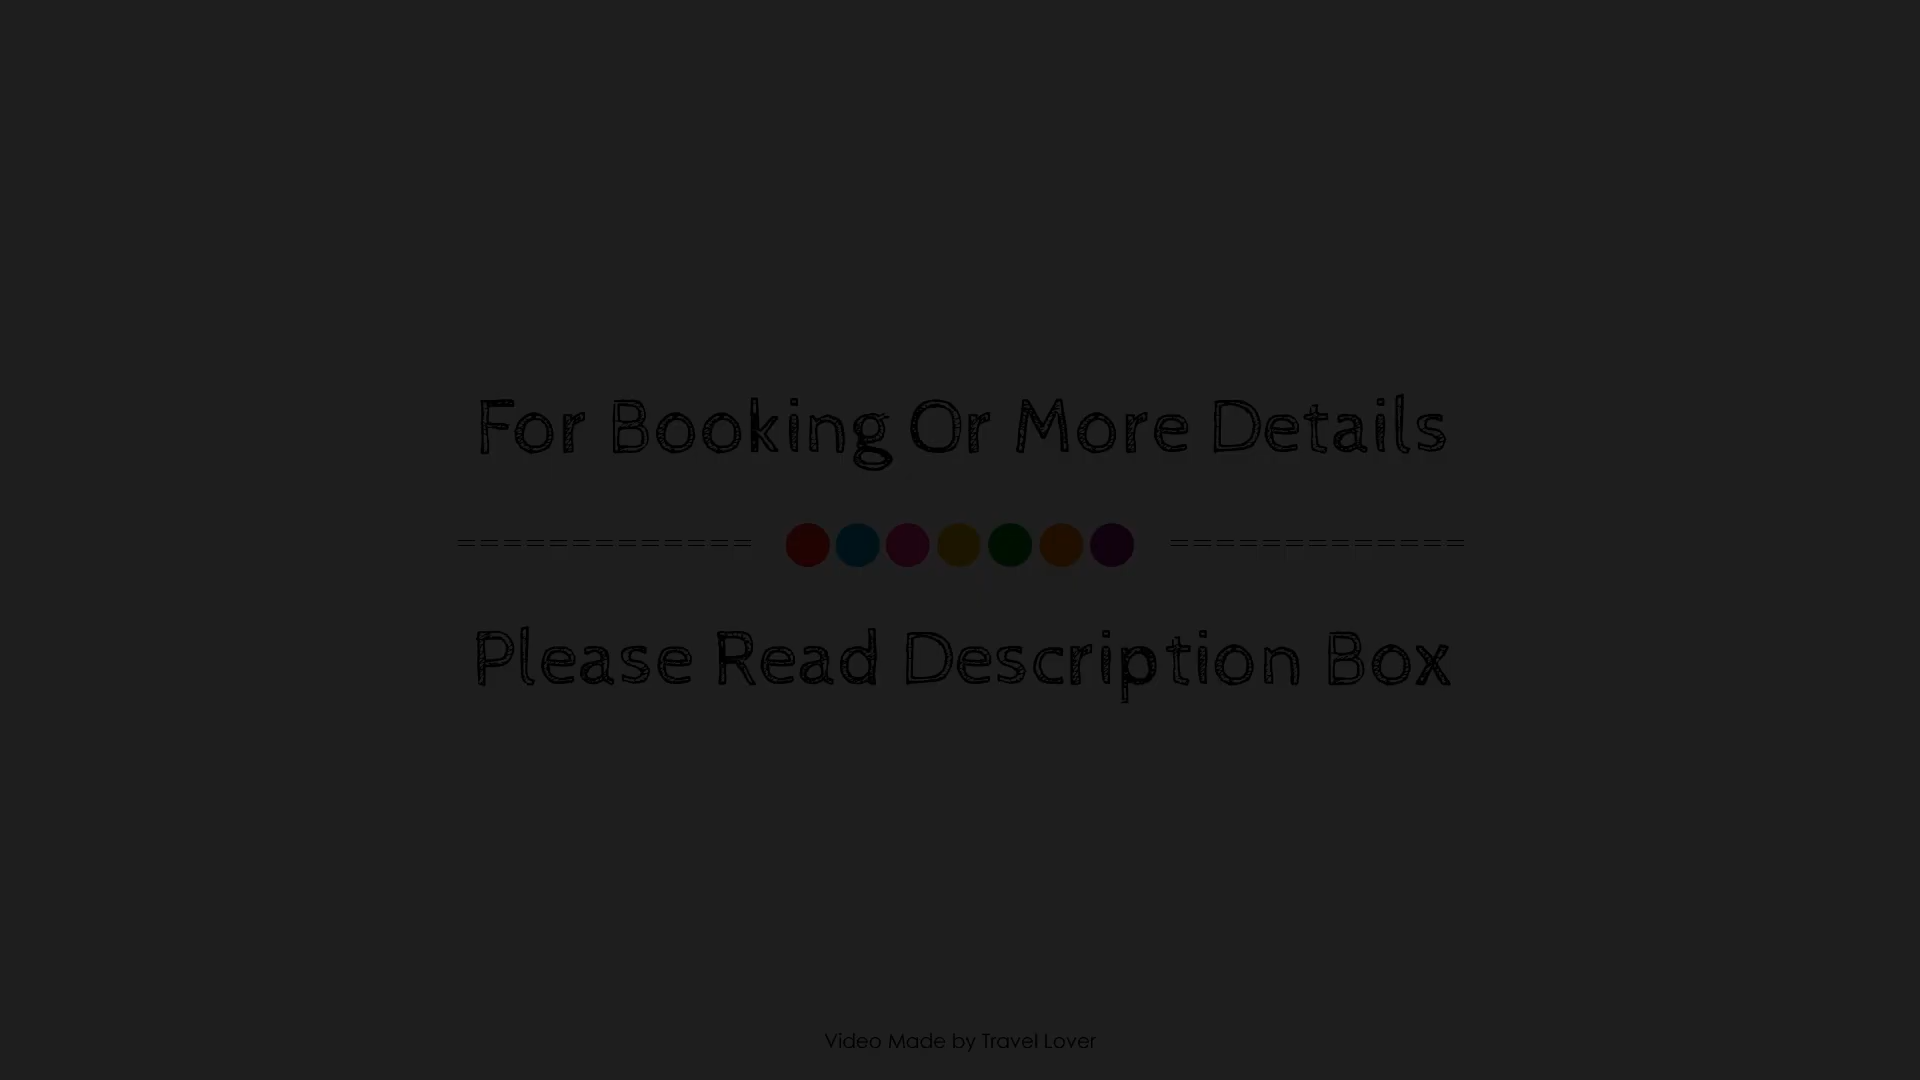 For Booking Or More Details
============= =============
Please Read Description Box
Video Made by Travel Lover